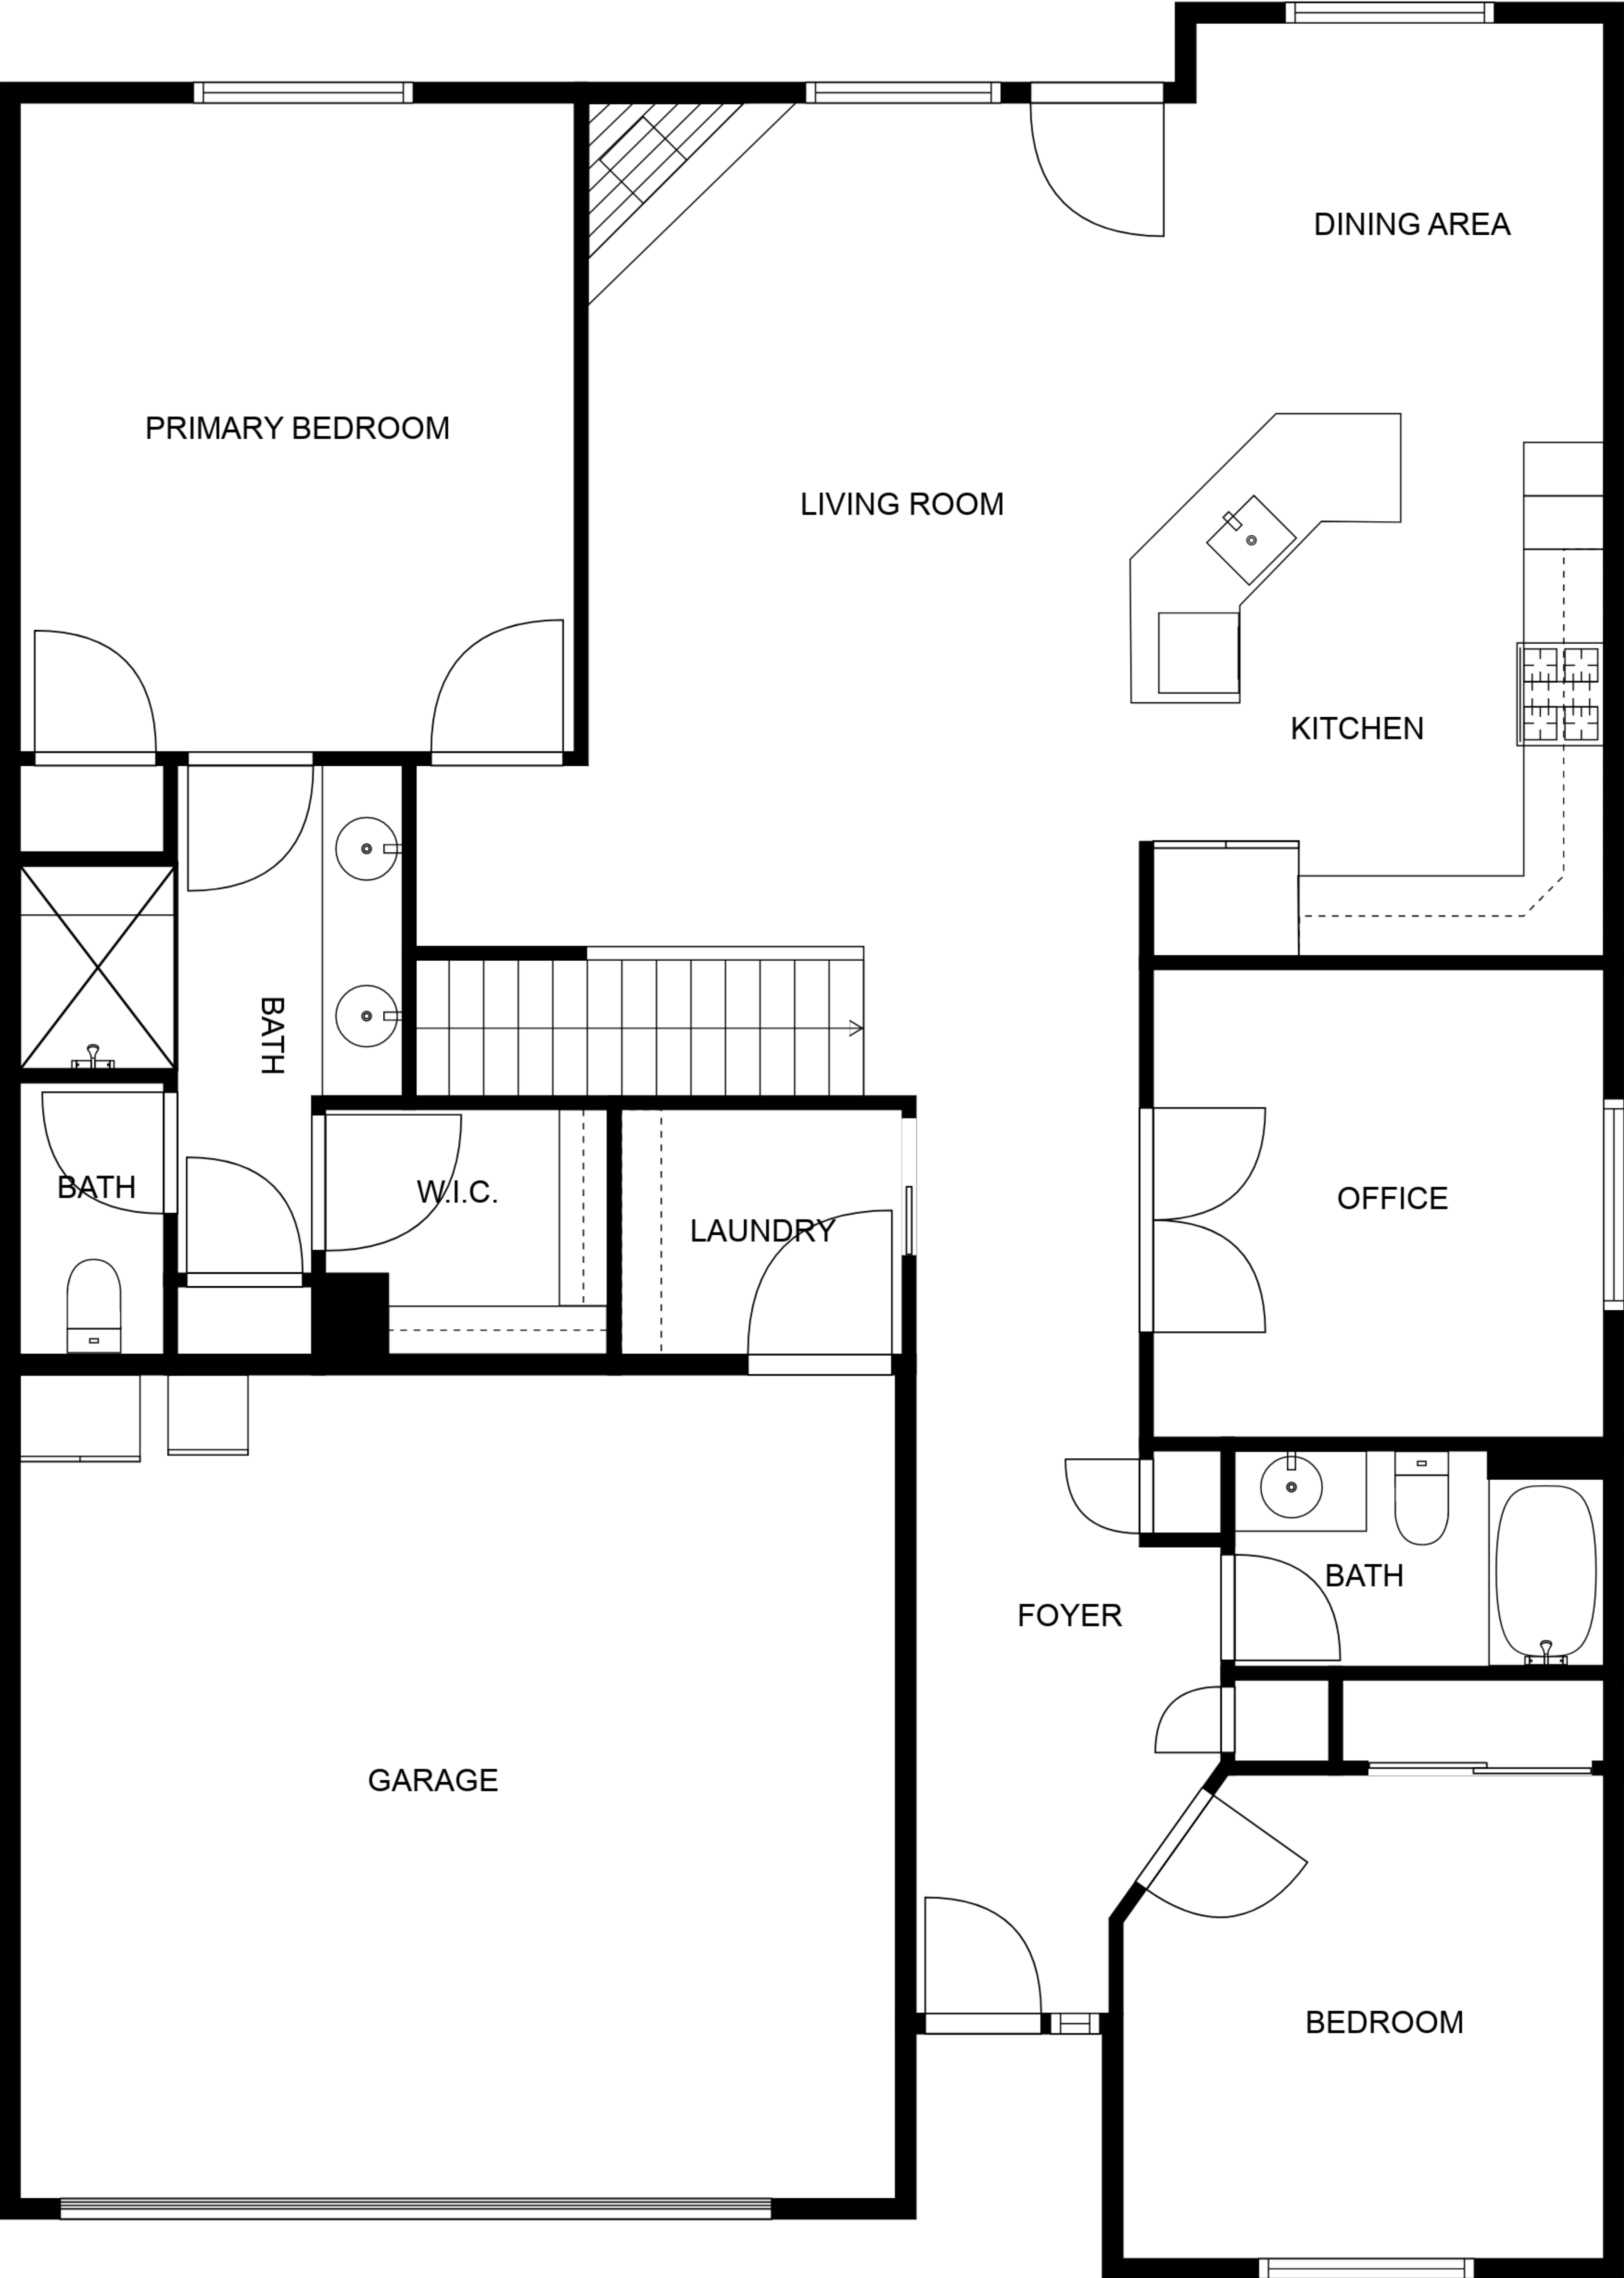 DINING AREA
PRIMARY BEDROOM
LIVING ROOM
KITCHEN
BATH
BATH
W.I.C.
LAUNDRY
OFFICE
BATH
FOYER
GARAGE
BEDROOM